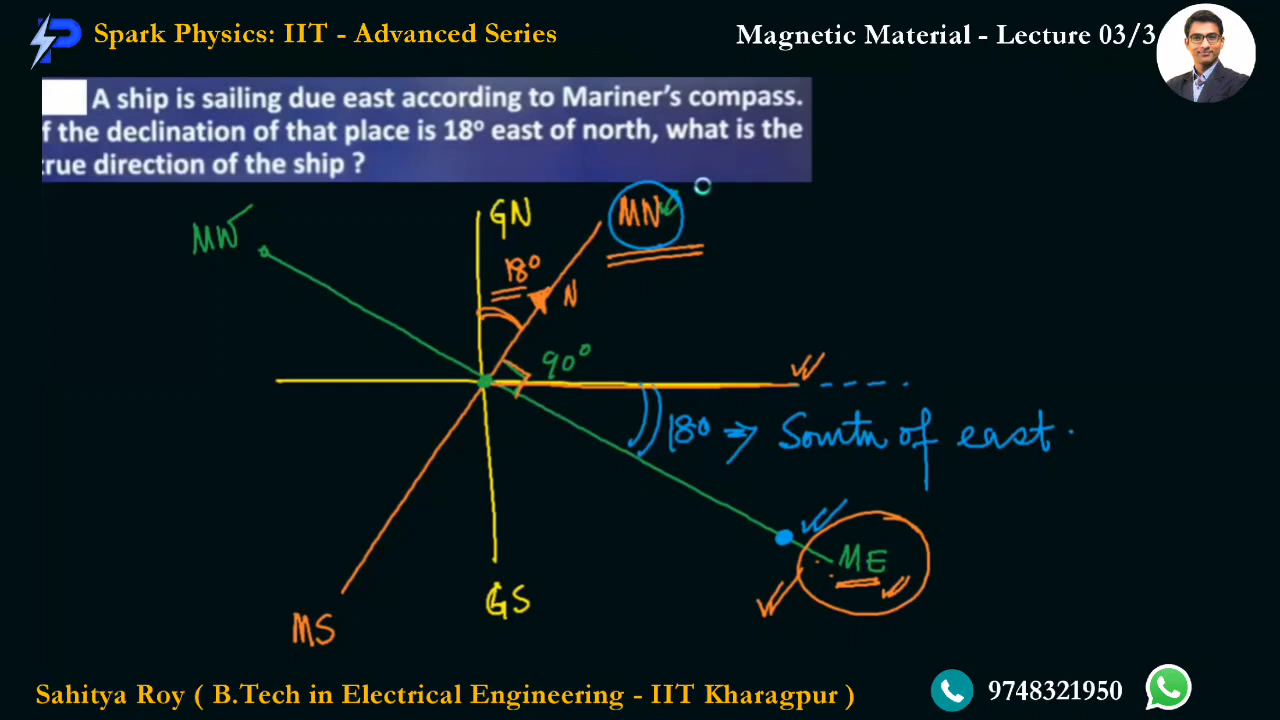 Spark Physics: IIT - Advanced Series
Magnetic Material - Lecture 03/3
A ship is sailing due east according to Mariner's compass.
f the declination of that place is 18° east of north, what is the
rue direction of the ship ?
GN
MN
MW
18°
N
90°
18° ⇒ South of east.
ME
GS
MS
Sahitya Roy ( B.Tech in Electrical Engineering - IIT Kharagpur )
9748321950